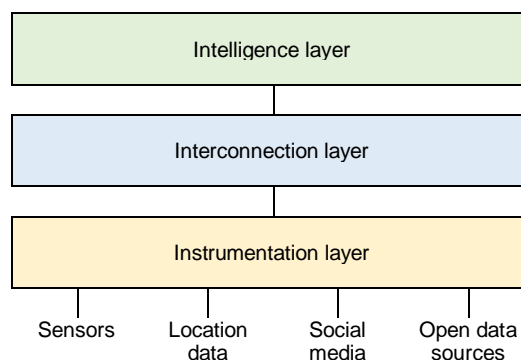 Intelligence layer
Interconnection layer
Instrumentation layer
Sensors
Location
data
Social
media
Open data
sources